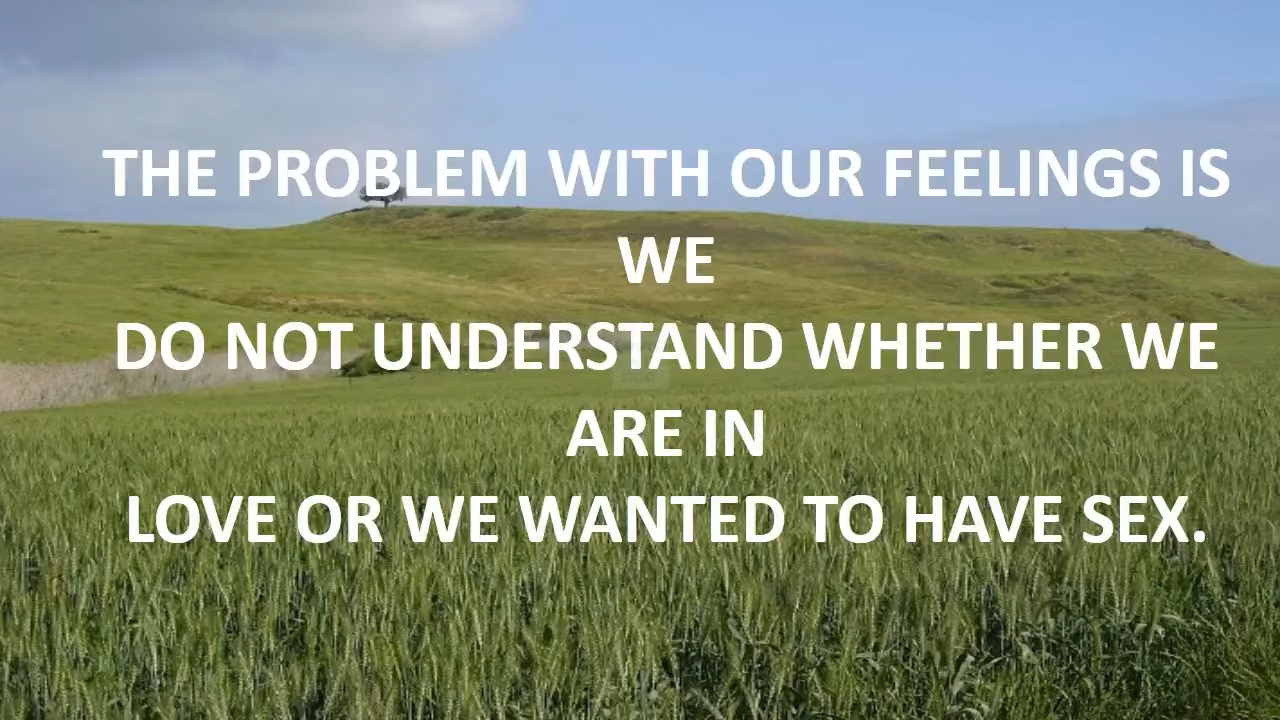 THE PROBLEM WITH OUR FEELINGS IS
WE
DO NOT UNDERSTAND WHETHER WE
ARE IN
LOVE OR WE WANTED TO HAVE SEX.